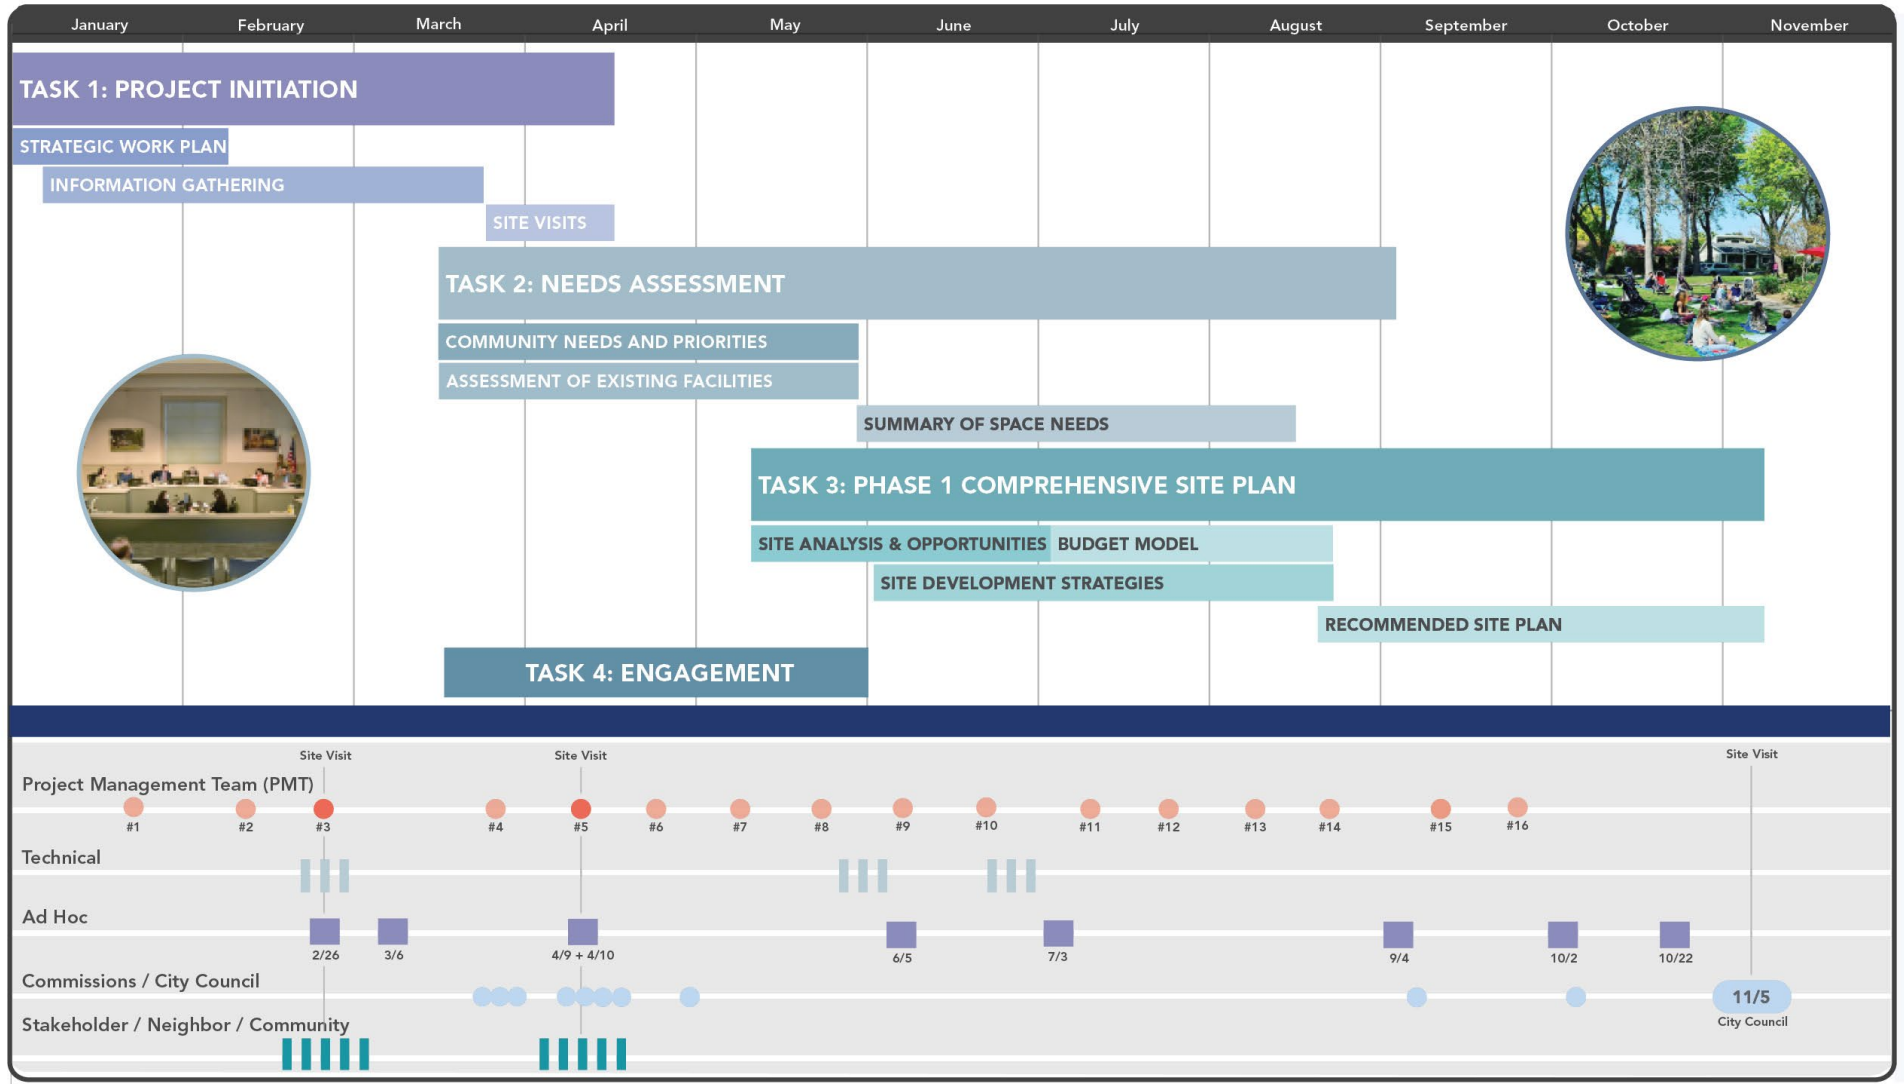 January February March April May June July August September October November
TASK 1: PROJECT INITIATION
STRATEGIC WORK PLAN
INFORMATION GATHERING
SITE VISITS
TASK 2: NEEDS ASSESSMENT
COMMUNITY NEEDS AND PRIORITIES
ASSESSMENT OF EXISTING FACILITIES
SUMMARY OF SPACE NEEDS
TASK 3: PHASE 1 COMPREHENSIVE SITE PLAN
SITE ANALYSIS & OPPORTUNITIES BUDGET MODEL
SITE DEVELOPMENT STRATEGIES
RECOMMENDED SITE PLAN
TASK 4: ENGAGEMENT
Site Visit Site Visit Site Visit
Project Management Team (PMT)
#1 #2 #3 #4 #5 #6 #7 #8 #9 #10 #11 #12 #13 #14 #15 #16
Technical
Ad Hoc
2/26 3/6 4/9 + 4/10 6/5 7/3 9/4 10/2 10/22
Commissions / City Council
11/5
City Council
Stakeholder / Neighbor / Community